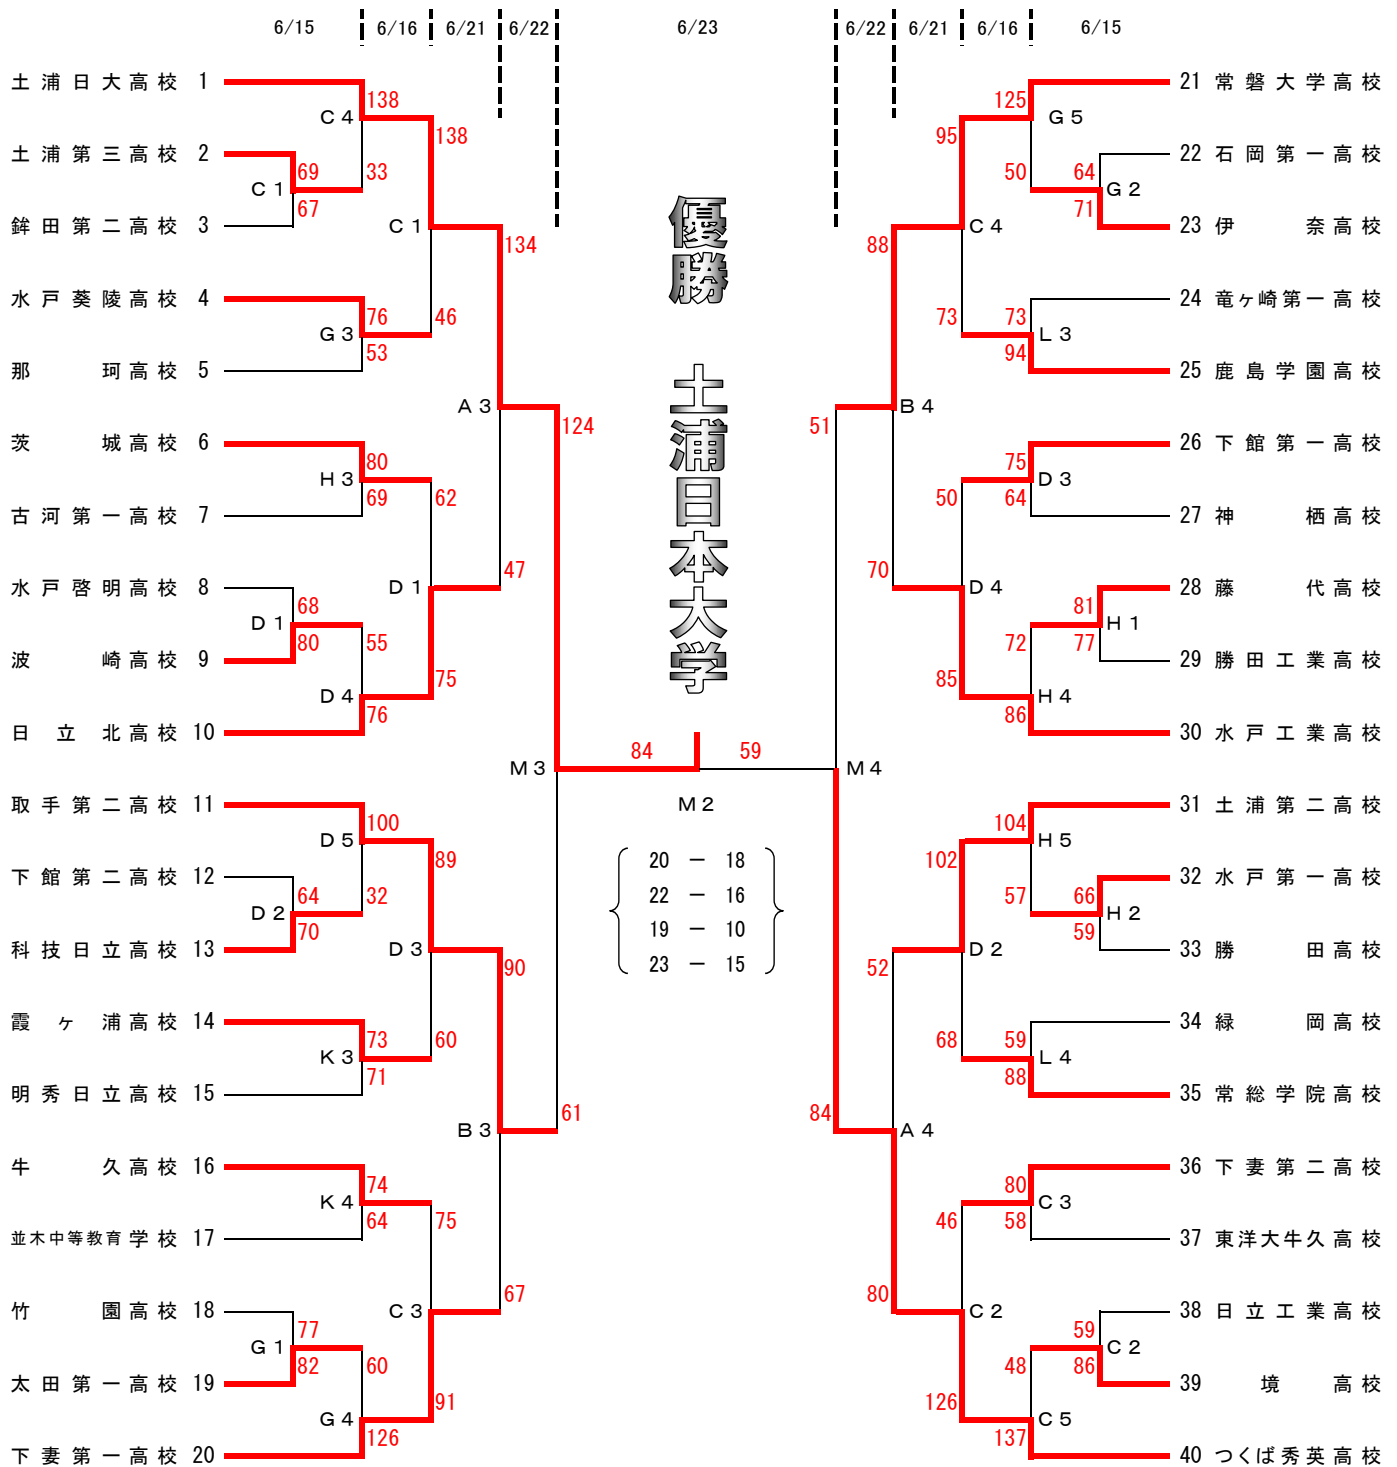 6/15 6/16 6/21 6/22 6/23 6/22 6/21 6/16 6/15
土浦日大高校 1 138 125 21 常磐大学高校
C4 138 95 G5
土浦第三高校 2 69 33 50 64 22 石岡第一高校
C1 67 71 G2
鉾田第二高校 3 C1 134 88 C4 23 伊奈高校
水戸葵陵高校 4 76 46 73 73 24 竜ヶ崎第一高校
G3 53 94 L3
那珂高校 5 25 鹿島学園高校
A3 124 51 B4
茨城高校 6 80 75 26 下館第一高校
H3 69 62 50 64 D3
古河第一高校 7 27 神栖高校
水戸啓明高校 8 68 D1 47 70 D4 81 28 藤代高校
D1 80 55 72 77 H1
波崎高校 9 29 勝田工業高校
D4 75 85 H4
日立北高校 10 76 86 30 水戸工業高校
優勝 土浦日本大学
M3 84 59 M4
M2
20 － 18
22 － 16
19 － 10
23 － 15
取手第二高校 11 100 104 31 土浦第二高校
D5 89 102 H5
下館第二高校 12 64 32 57 66 32 水戸第一高校
D2 70 59 H2
科技日立高校 13 D3 90 52 D2 33 勝田高校
霞ヶ浦高校 14 73 60 68 59 34 緑岡高校
K3 71 88 L4
明秀日立高校 15 35 常総学院高校
B3 61 84 A4
牛久高校 16 74 80 36 下妻第二高校
K4 64 75 46 58 C3
並木中等教育学校 17 37 東洋大牛久高校
竹園高校 18 77 C3 67 80 C2 59 38 日立工業高校
G1 82 60 48 86 C2
太田第一高校 19 39 境高校
G4 91 126 C5
下妻第一高校 20 126 137 40 つくば秀英高校